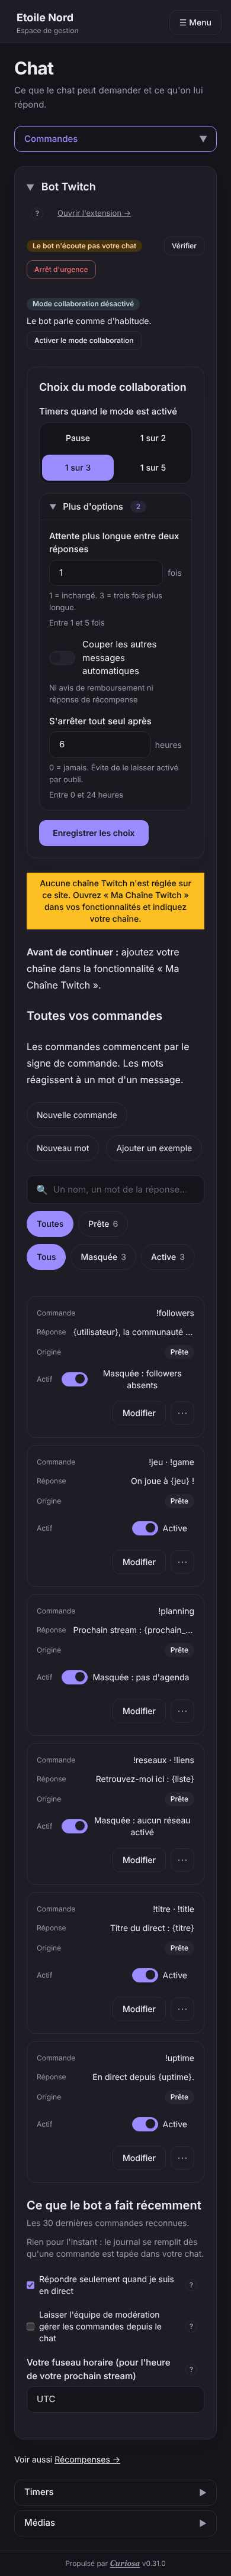 Etoile Nord
Espace de gestion
☰ Menu
Chat
Ce que le chat peut demander et ce qu'on lui
répond.
Commandes
Bot Twitch
?
Ouvrir l'extension →
Le bot n'écoute pas votre chat
Vérifier
Arrêt d'urgence
Mode collaboration désactivé
Le bot parle comme d'habitude.
Activer le mode collaboration
Choix du mode collaboration
Timers quand le mode est activé
Pause
1 sur 2
1 sur 3
1 sur 5
Plus d'options 2
Attente plus longue entre deux
réponses
1
fois
1 = inchangé. 3 = trois fois plus
longue.
Entre 1 et 5 fois
Couper les autres
messages
automatiques
Ni avis de remboursement ni
réponse de récompense
S'arrêter tout seul après
6
heures
0 = jamais. Évite de le laisser activé
par oubli.
Entre 0 et 24 heures
Enregistrer les choix
Aucune chaîne Twitch n'est réglée sur
ce site. Ouvrez « Ma Chaîne Twitch »
dans vos fonctionnalités et indiquez
votre chaîne.
Avant de continuer : ajoutez votre
chaîne dans la fonctionnalité « Ma
Chaîne Twitch ».
Toutes vos commandes
Les commandes commencent par le
signe de commande. Les mots
réagissent à un mot d'un message.
Nouvelle commande
Nouveau mot
Ajouter un exemple
Un nom, un mot de la réponse…
Toutes
Prête 6
Tous
Masquée 3
Active 3
Commande
!followers
Réponse
{utilisateur}, la communauté …
Origine
Prête
Actif
Masquée : followers
absents
Modifier
⋯
Commande
!jeu · !game
Réponse
On joue à {jeu} !
Origine
Prête
Actif
Active
Modifier
⋯
Commande
!planning
Réponse
Prochain stream : {prochain_…
Origine
Prête
Actif
Masquée : pas d'agenda
Modifier
⋯
Commande
!reseaux · !liens
Réponse
Retrouvez-moi ici : {liste}
Origine
Prête
Actif
Masquée : aucun réseau
activé
Modifier
⋯
Commande
!titre · !title
Réponse
Titre du direct : {titre}
Origine
Prête
Actif
Active
Modifier
⋯
Commande
!uptime
Réponse
En direct depuis {uptime}.
Origine
Prête
Actif
Active
Modifier
⋯
Ce que le bot a fait récemment
Les 30 dernières commandes reconnues.
Rien pour l'instant : le journal se remplit dès
qu'une commande est tapée dans votre chat.
Répondre seulement quand je suis
en direct
?
Laisser l'équipe de modération
gérer les commandes depuis le
chat
?
Votre fuseau horaire (pour l'heure
de votre prochain stream)
?
UTC
Voir aussi Récompenses →
Timers
Médias
Propulsé par Curiosa v0.31.0